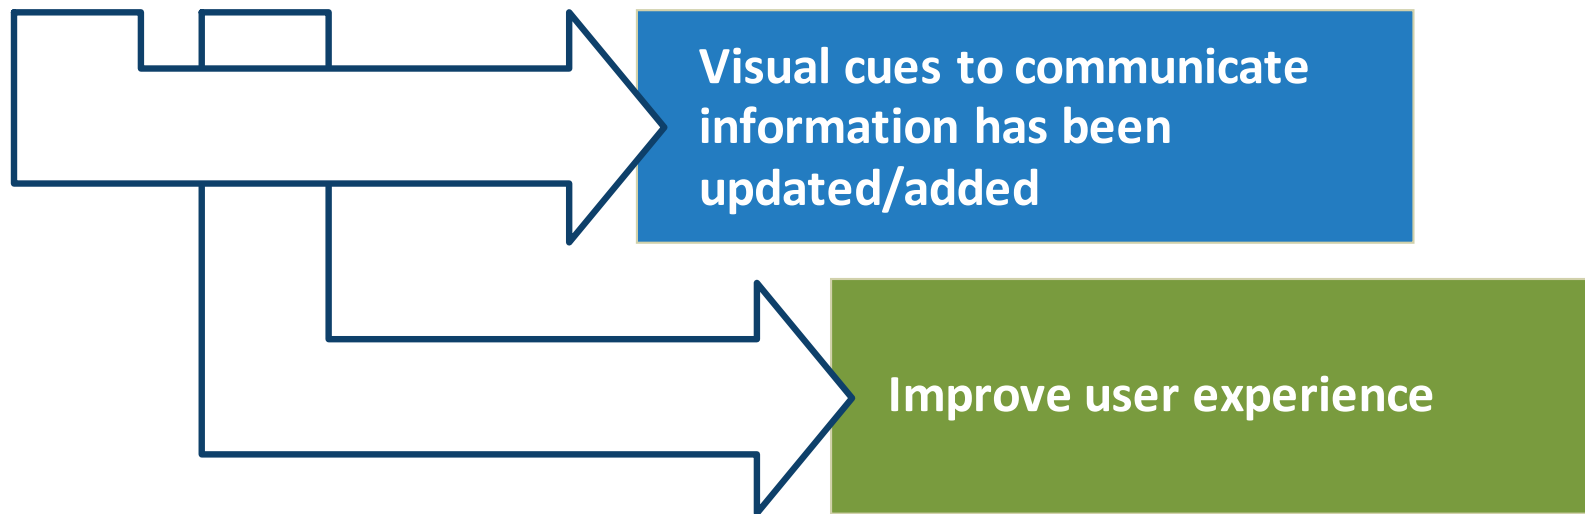 Visual cues to communicate
information has been
updated/added
Improve user experience